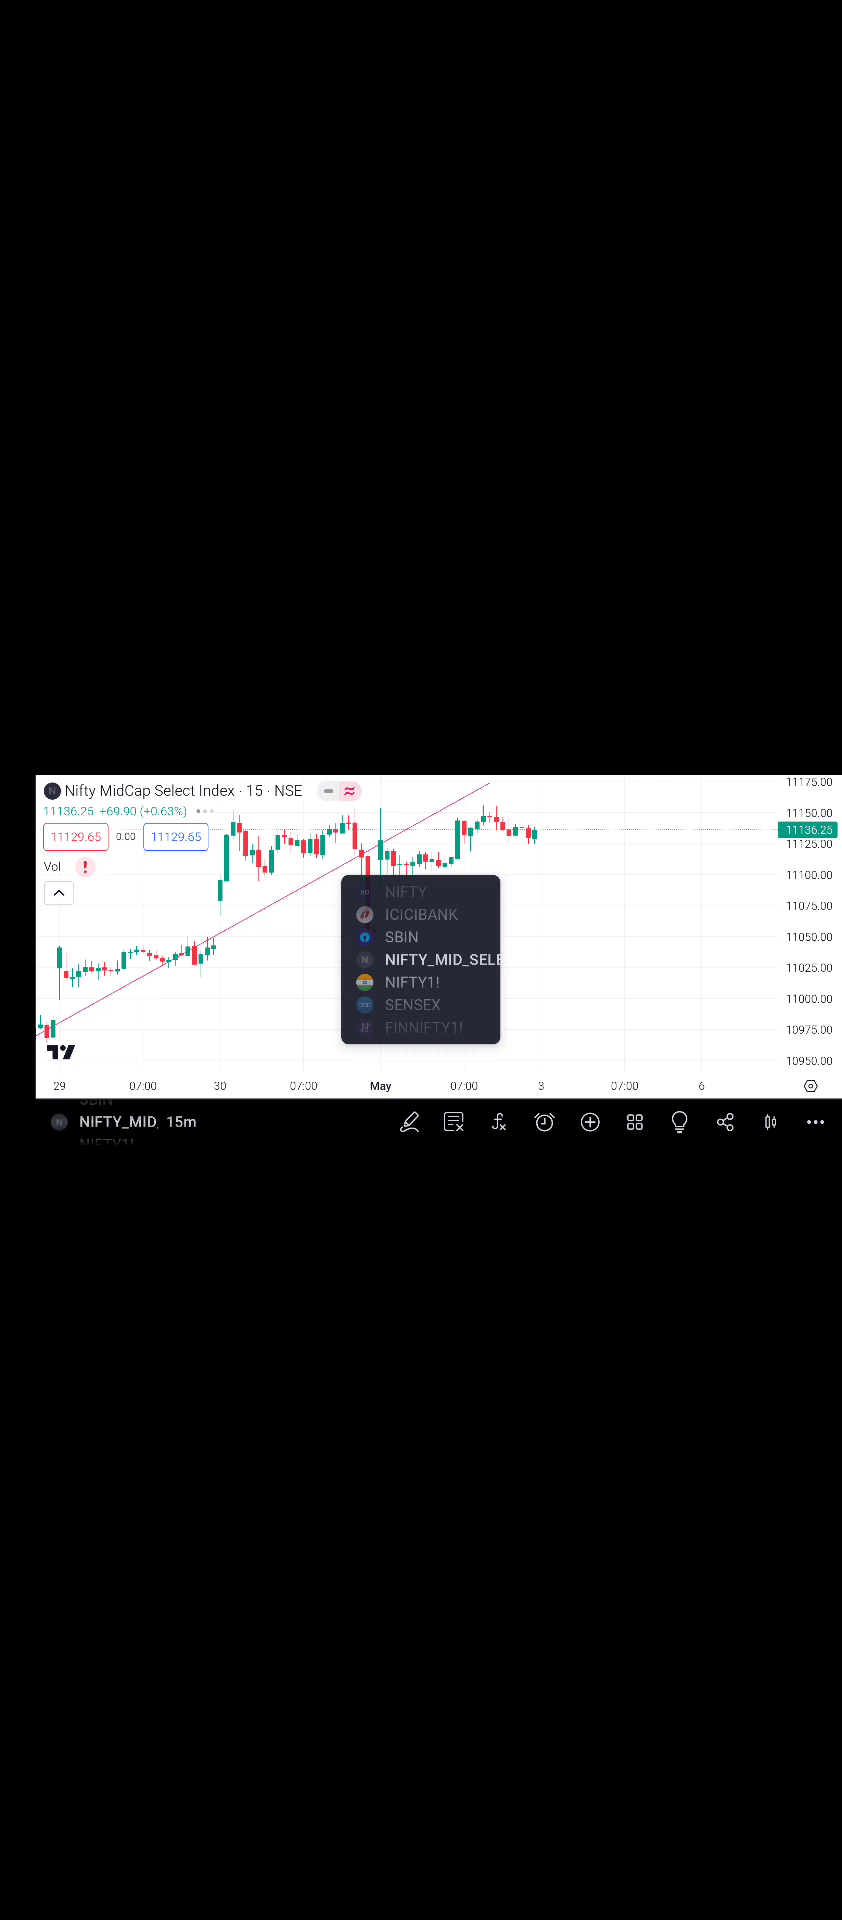 Nifty MidCap Select Index · 15 · NSE
11136.25 +69.90 (+0.63%)
11129.65 0.00 11129.65
Vol
11175.00
11150.00
11136.25
11125.00
11100.00
11075.00
11050.00
11025.00
11000.00
10975.00
10950.00
NIFTY
ICICIBANK
SBIN
NIFTY_MID_SELE
NIFTY1!
SENSEX
FINNIFTY1!
29 07:00 30 07:00 May 07:00 3 07:00 6
SBIN
NIFTY_MID_ 15m
NIFTY1!